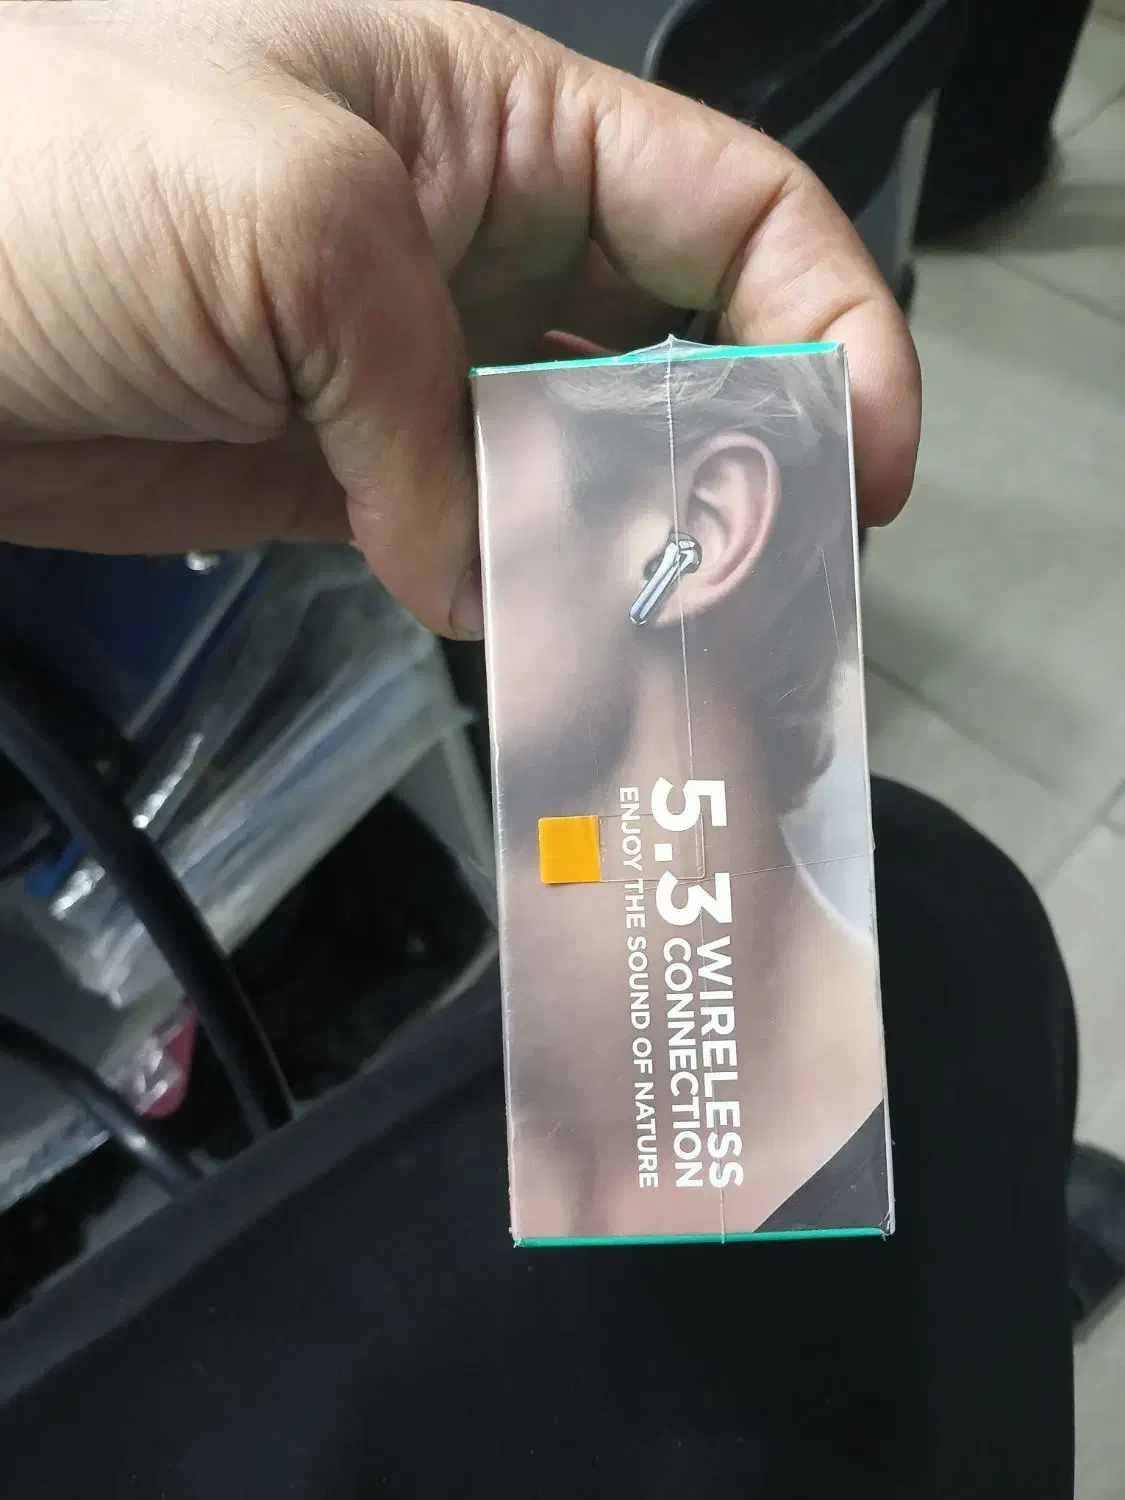 5.3 WIRELESS
CONNECTION
ENJOY THE SOUND OF NATURE